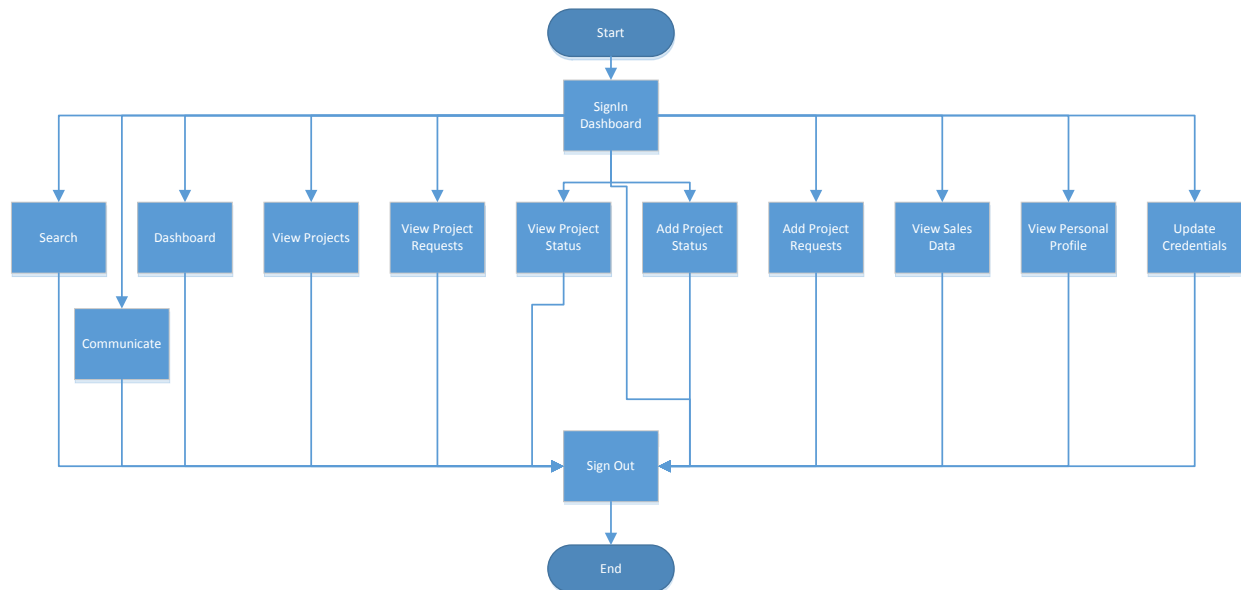 Start
SignIn
Dashboard
Search
Dashboard
View Projects
View Project
Requests
View Project
Status
Add Project
Status
Add Project
Requests
View Sales
Data
View Personal
Profile
Update
Credentials
Communicate
Sign Out
End